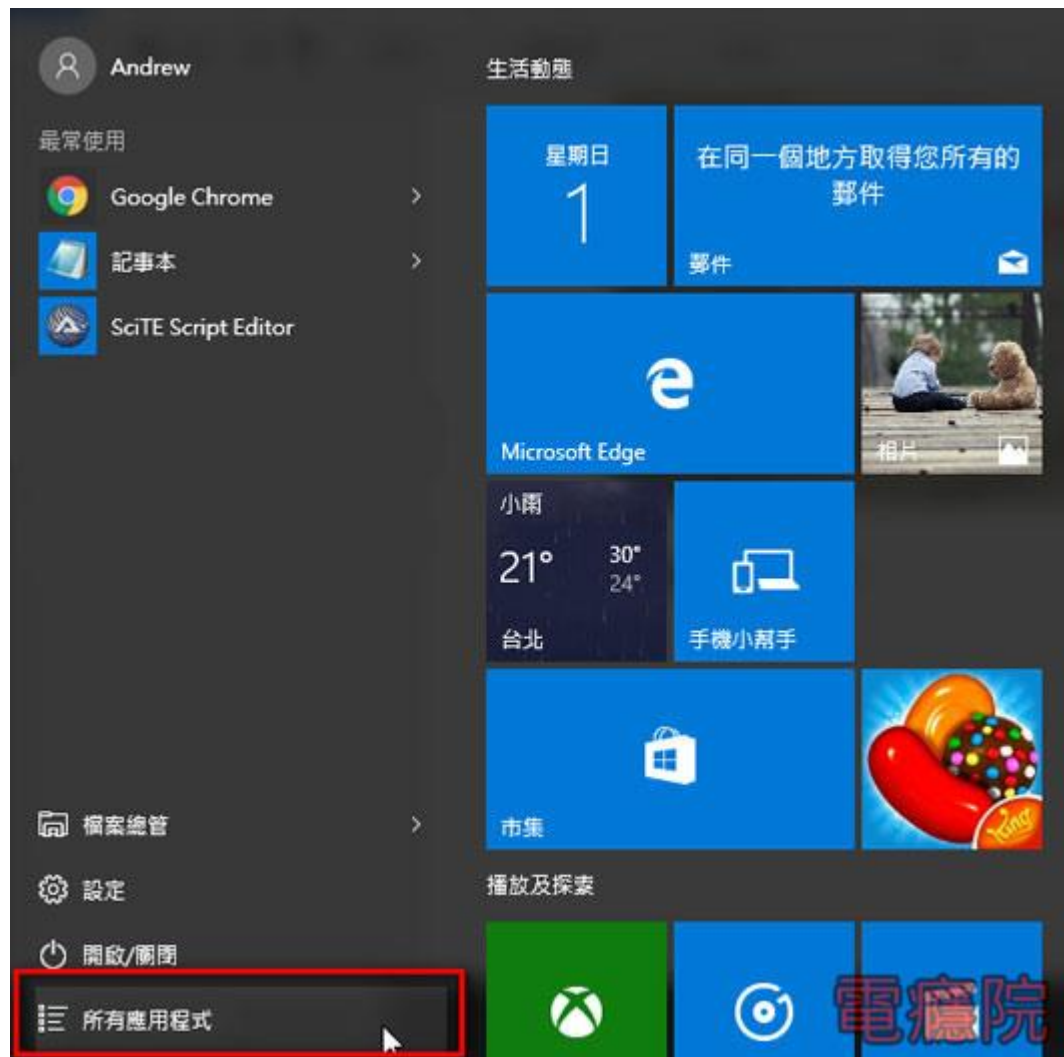 Andrew
最常使用
Google Chrome
記事本
SciTE Script Editor
檔案總管
設定
開啟/關閉
所有應用程式
生活動態
星期日
1
在同一個地方取得您所有的
郵件
郵件
Microsoft Edge
相片
小雨
21°
30°
24°
台北
手機小幫手
市集
King
播放及探索
電癮院